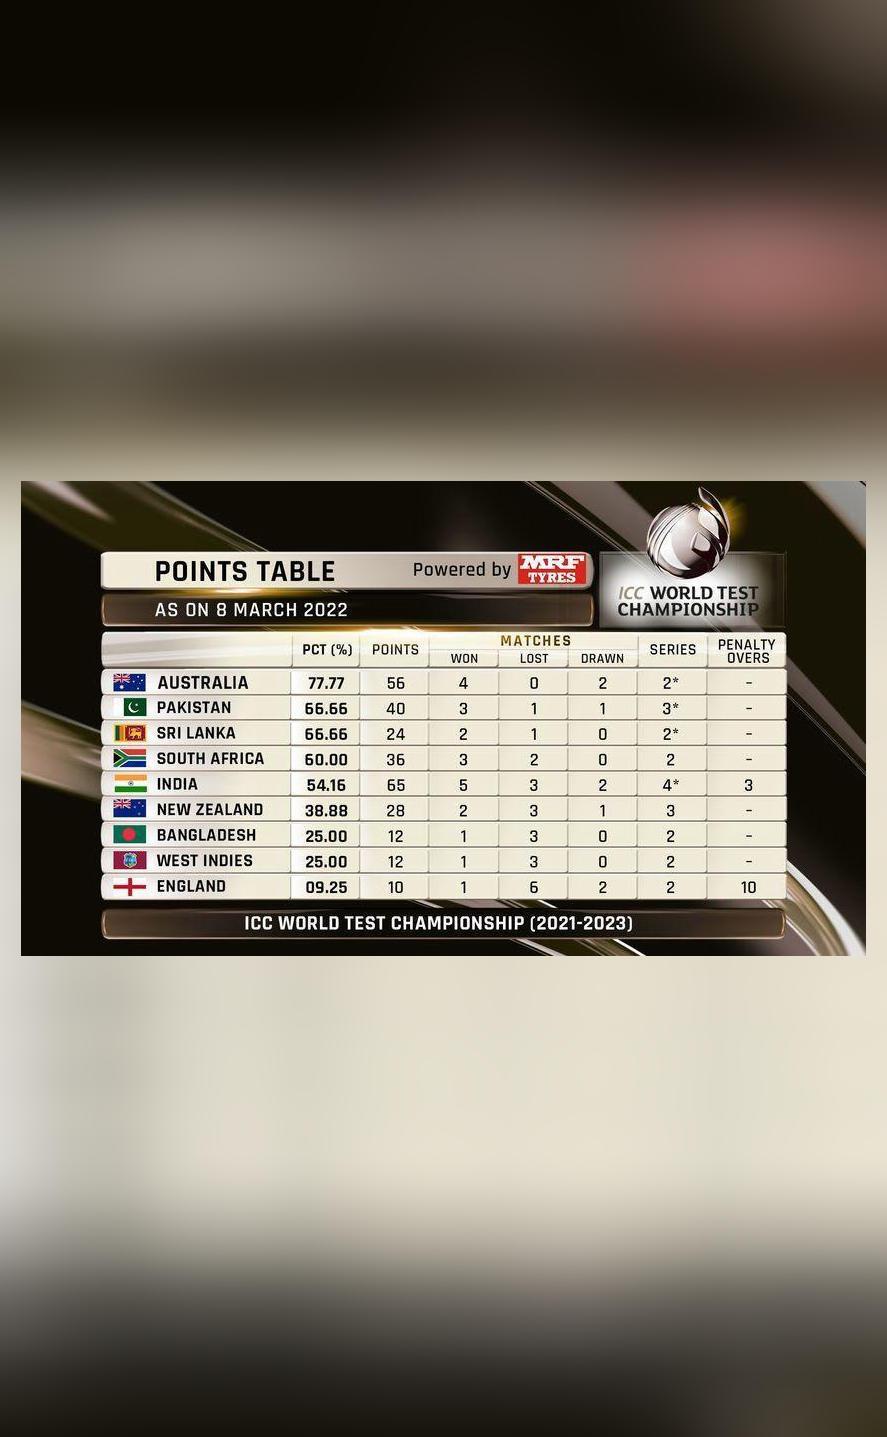 POINTS TABLE Powered by MRF TYRES
AS ON 8 MARCH 2022
ICC WORLD TEST CHAMPIONSHIP
PCT (%) POINTS MATCHES WON LOST DRAWN SERIES PENALTY OVERS
AUSTRALIA 77.77 56 4 0 2 2* -
PAKISTAN 66.66 40 3 1 1 3* -
SRI LANKA 66.66 24 2 1 0 2* -
SOUTH AFRICA 60.00 36 3 2 0 2 -
INDIA 54.16 65 5 3 2 4* 3
NEW ZEALAND 38.88 28 2 3 1 3 -
BANGLADESH 25.00 12 1 3 0 2 -
WEST INDIES 25.00 12 1 3 0 2 -
ENGLAND 09.25 10 1 6 2 2 10
ICC WORLD TEST CHAMPIONSHIP (2021-2023)